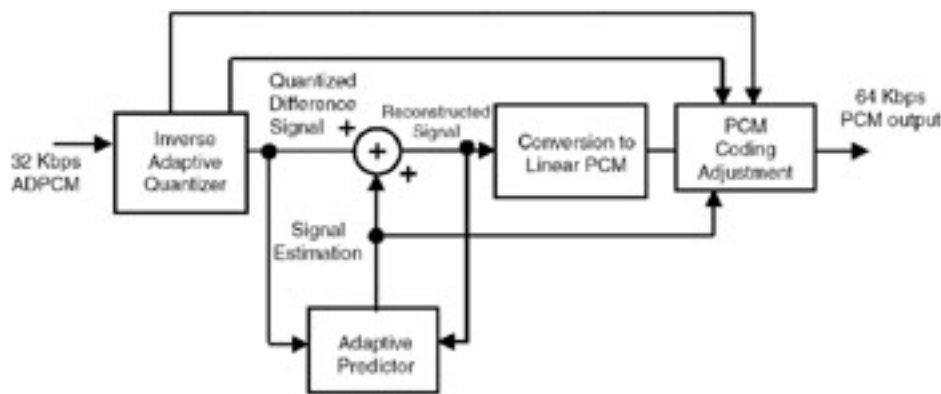 32 Kbps
ADPCM
Inverse
Adaptive
Quantizer
Quantized
Difference
Signal +
+
+
Reconstructed
Signal
Conversion to
Linear PCM
PCM
Coding
Adjustment
64 Kbps
PCM output
Signal
Estimation
Adaptive
Predictor